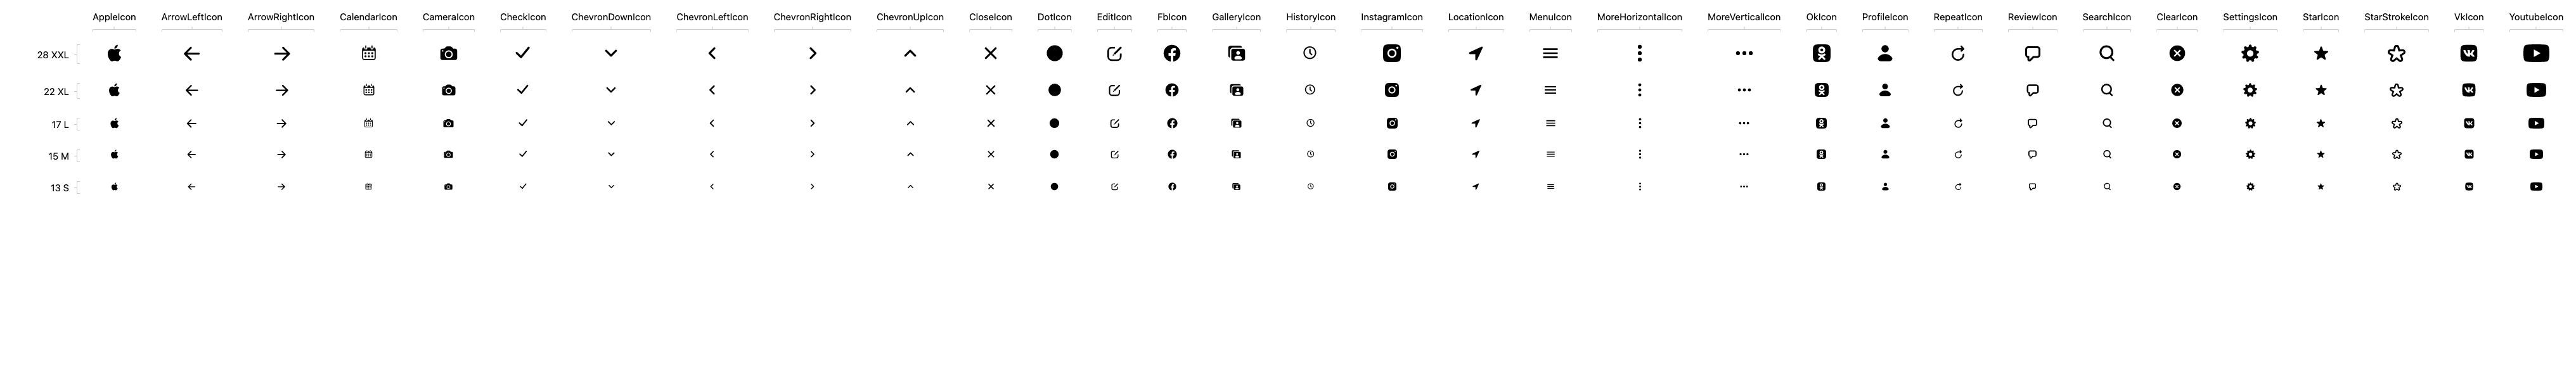 AppleIcon ArrowLeftIcon ArrowRightIcon CalendarIcon CameraIcon CheckIcon ChevronDownIcon ChevronLeftIcon ChevronRightIcon ChevronUpIcon CloseIcon DotIcon EditIcon FbIcon GalleryIcon HistoryIcon InstagramIcon LocationIcon MenuIcon MoreHorizontalIcon MoreVerticalIcon OkIcon ProfileIcon RepeatIcon ReviewIcon SearchIcon ClearIcon SettingsIcon StarIcon StarStrokeIcon VkIcon YoutubeIcon
28 XXL
22 XL
17 L
15 M
13 S